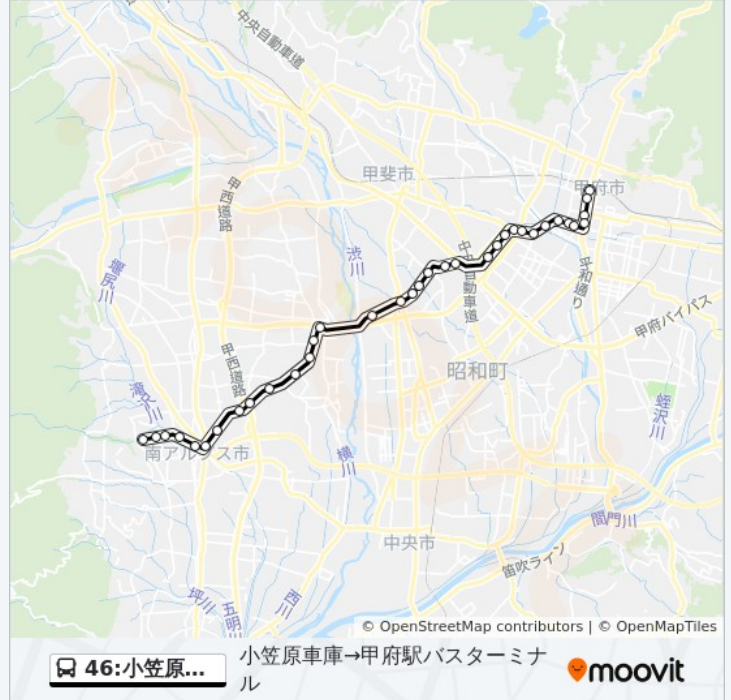 中央自動車道
甲斐市
甲府市
甲西道路
渋川
中央自動車道
堰尻川
平和通り
甲府バイパス
甲西道路
昭和町
滝沢川
蛭沢川
南アルプス市
横川
間門川
中央市
笛吹ライン
坪川
五明川
西川
© OpenStreetMap contributors | © OpenMapTiles
46:小笠原…
小笠原車庫→甲府駅バスターミナ
ル
moovit